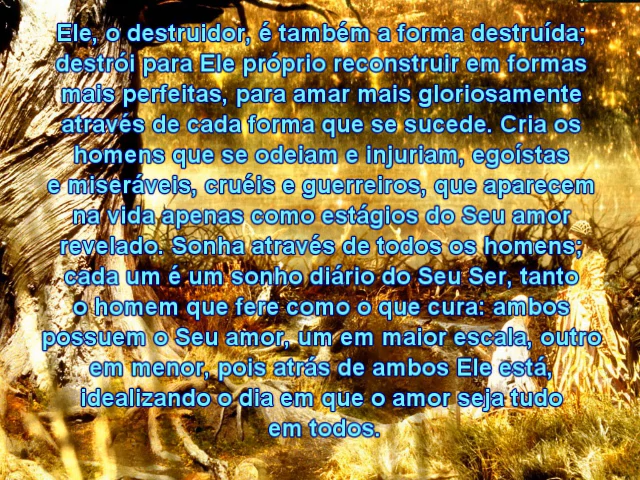 Ele, o destruidor, é também a forma destruída;
destrói para Ele próprio reconstruir em formas
mais perfeitas, para amar mais gloriosamente
através de cada forma que se sucede. Cria os
homens que se odeiam e injuriam, egoístas
e miseráveis, cruéis e guerreiros, que aparecem
na vida apenas como estágios do Seu amor
revelado. Sonha através de todos os homens;
cada um é um sonho diário do Seu Ser, tanto
o homem que fere como o que cura: ambos
possuem o Seu amor, um em maior escala, outro
em menor, pois atrás de ambos Ele está,
idealizando o dia em que o amor seja tudo
em todos.